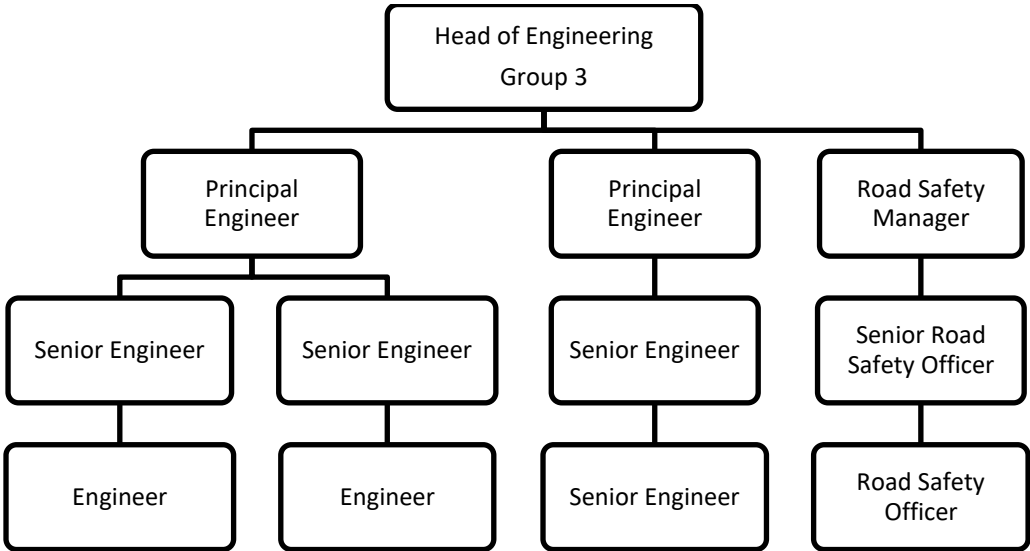 Head of Engineering
Group 3
Principal
Engineer
Principal
Engineer
Road Safety
Manager
Senior Engineer
Senior Engineer
Senior Engineer
Senior Road
Safety Officer
Engineer
Engineer
Senior Engineer
Road Safety
Officer